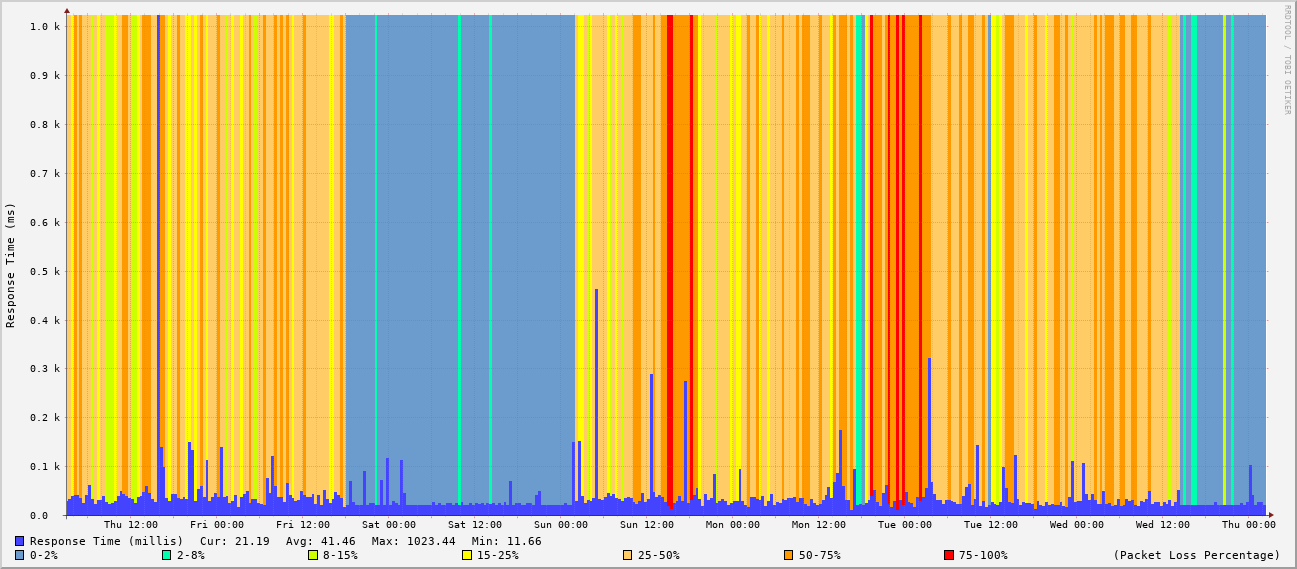 RRDTOOL / TOBI OETIKER
Response Time (ms)
1.0 k
0.9 k
0.8 k
0.7 k
0.6 k
0.5 k
0.4 k
0.3 k
0.2 k
0.1 k
0.0
Thu 12:00 Fri 00:00 Fri 12:00 Sat 00:00 Sat 12:00 Sun 00:00 Sun 12:00 Mon 00:00 Mon 12:00 Tue 00:00 Tue 12:00 Wed 00:00 Wed 12:00 Thu 00:00
Response Time (millis) Cur: 21.19 Avg: 41.46 Max: 1023.44 Min: 11.66
0-2% 2-8% 8-15% 15-25% 25-50% 50-75% 75-100% (Packet Loss Percentage)